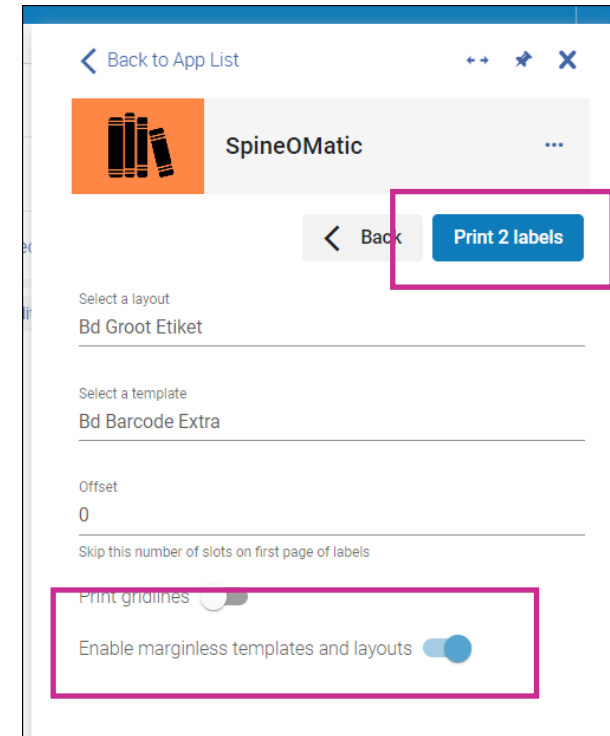 Back to App List
SpineOMatic
Back
Print 2 labels
Select a layout
Bd Groot Etiket
Select a template
Bd Barcode Extra
Offset
0
Skip this number of slots on first page of labels
Print gridlines
Enable marginless templates and layouts